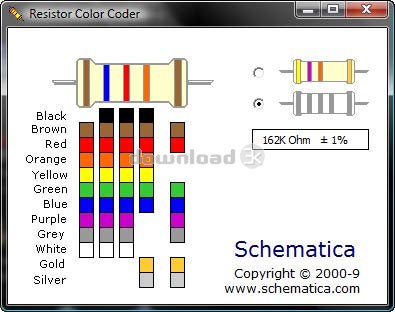 Resistor Color Coder
Black
Brown
Red
Orange
Yellow
Green
Blue
Purple
Grey
White
Gold
Silver
162K Ohm ± 1%
download 3K
Schematica
Copyright © 2000-9
www.schematica.com